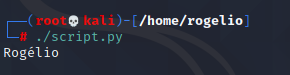 ┌──(root💀kali)-[/home/rogelio]
└─# ./script.py
Rogélio